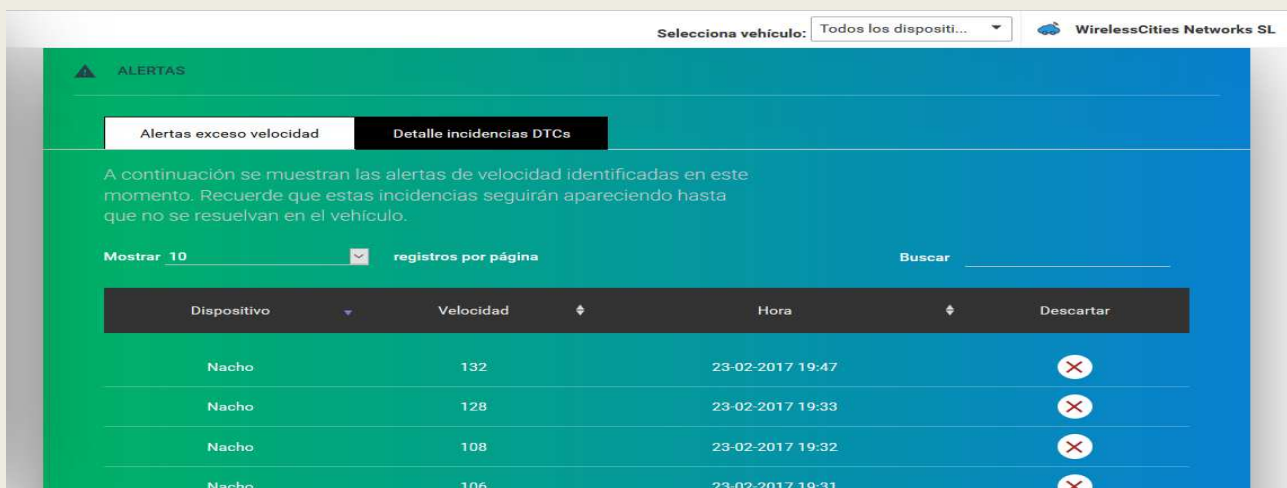 Selecciona vehículo: Todos los dispositi... WirelessCities Networks SL
ALERTAS
Alertas exceso velocidad Detalle incidencias DTCs
A continuación se muestran las alertas de velocidad identificadas en este
momento. Recuerde que estas incidencias seguirán apareciendo hasta
que no se resuelvan en el vehículo.
Mostrar 10 registros por página Buscar
Dispositivo Velocidad Hora Descartar
Nacho 132 23-02-2017 19:47
Nacho 128 23-02-2017 19:33
Nacho 108 23-02-2017 19:32
Nacho 106 23-02-2017 19:31